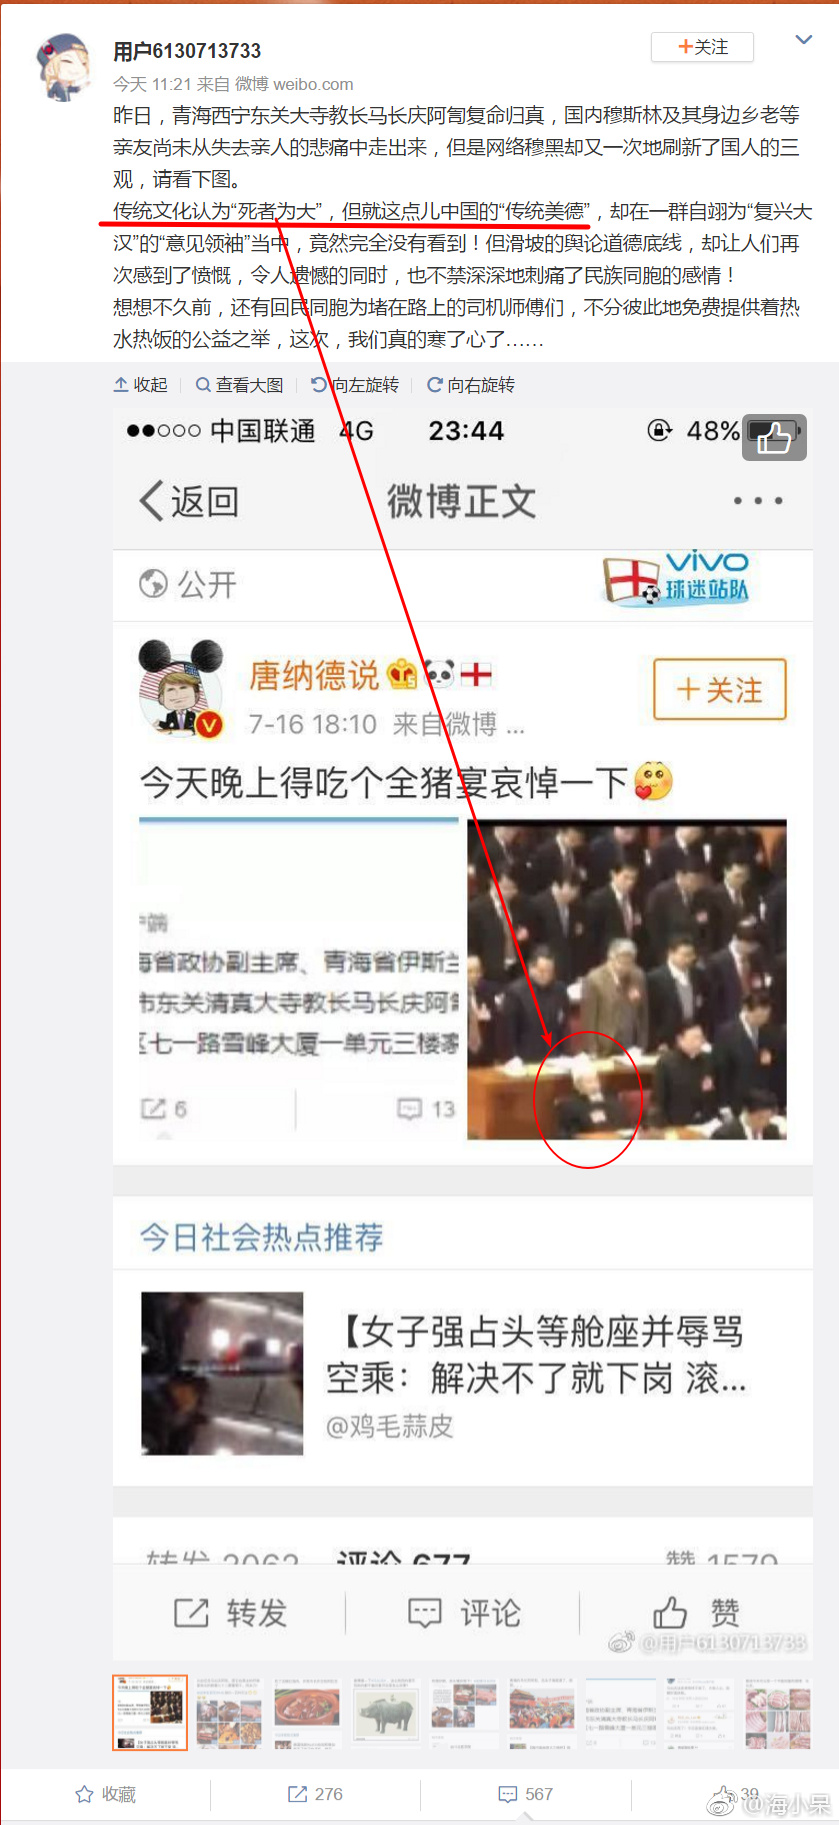 用户6130713733
+关注
今天 11:21 来自 微博 weibo.com
昨日，青海西宁东关大寺教长马长庆阿訇复命归真，国内穆斯林及其身边乡老等
亲友尚未从失去亲人的悲痛中走出来，但是网络穆黑却又一次地刷新了国人的三
观，请看下图。
传统文化认为“死者为大”，但就这点儿中国的“传统美德”，却在一群自翊为“复兴大
汉”的“意见领袖”当中，竟然完全没有看到！但滑坡的舆论道德底线，却让人们再
次感到了愤慨，令人遗憾的同时，也不禁深深地刺痛了民族同胞的感情！
想想不久前，还有回民同胞为堵在路上的司机师傅们，不分彼此地免费提供着热
水热饭的公益之举，这次，我们真的寒了心了……
收起 查看大图 向左旋转 向右旋转
中国联通 4G 23:44 48%
返回 微博正文
公开 vivo
球迷站队
唐纳德说
+关注
7-16 18:10 来自微博 ...
今天晚上得吃个全猪宴哀悼一下
海省政协副主席、青海省伊斯兰
市东关清真大寺教长马长庆阿訇
区七一路雪峰大厦一单元三楼家
6 13
今日社会热点推荐
【女子强占头等舱座并辱骂
空乘：解决不了就下岗 滚...
@鸡毛蒜皮
转发 2062 评论 677 赞 1579
转发 评论 赞
@用户6130713733
收藏 276 567 39
@海小呆